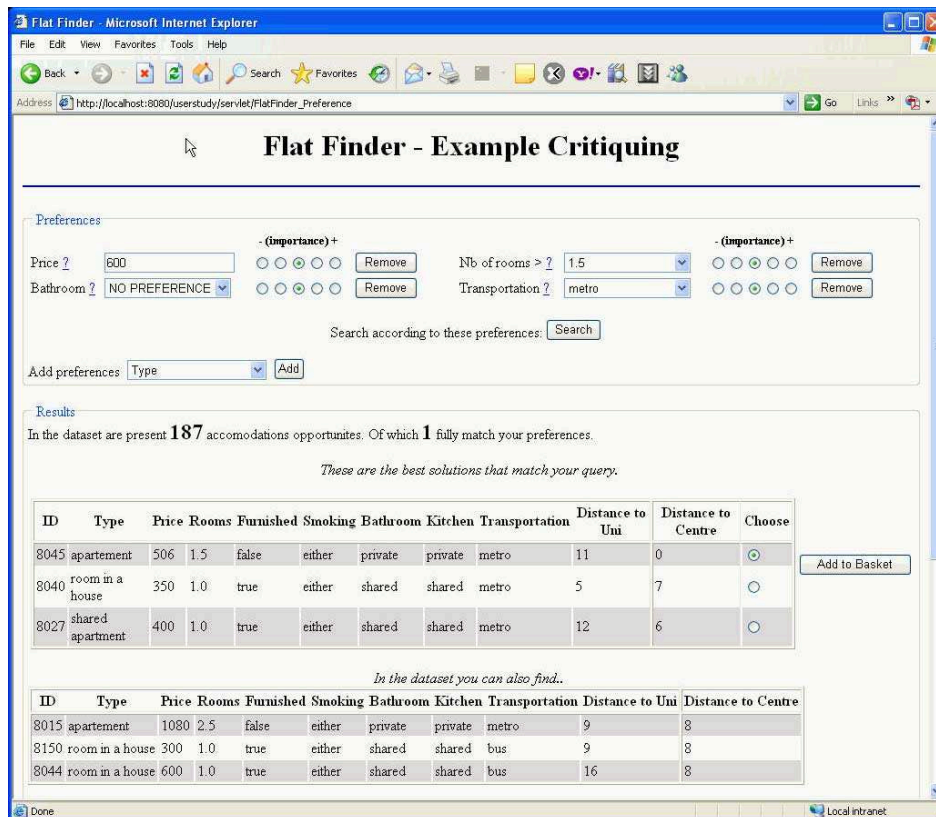 Flat Finder - Microsoft Internet Explorer
File Edit View Favorites Tools Help
Back Search Favorites
Address http://localhost:8080/userstudy/servlet/FlatFinder_Preference Go Links »
Flat Finder - Example Critiquing
Preferences
- (importance) + - (importance) +
Price ? 600 Remove Nb of rooms > ? 1.5 Remove
Bathroom ? NO PREFERENCE Remove Transportation ? metro Remove
Search according to these preferences: Search
Add preferences Type Add
Results
In the dataset are present 187 accomodations opportunites. Of which 1 fully match your preferences.
These are the best solutions that match your query.
ID Type Price Rooms Furnished Smoking Bathroom Kitchen Transportation Distance to Uni Distance to Centre Choose
8045 apartement 506 1.5 false either private private metro 11 0
8040 room in a house 350 1.0 true either shared shared metro 5 7
8027 shared apartment 400 1.0 true either shared shared metro 12 6
Add to Basket
In the dataset you can also find..
ID Type Price Rooms Furnished Smoking Bathroom Kitchen Transportation Distance to Uni Distance to Centre
8015 apartement 1080 2.5 false either private private metro 9 8
8150 room in a house 300 1.0 true either shared shared bus 9 8
8044 room in a house 600 1.0 true either shared shared bus 16 8
Done Local intranet